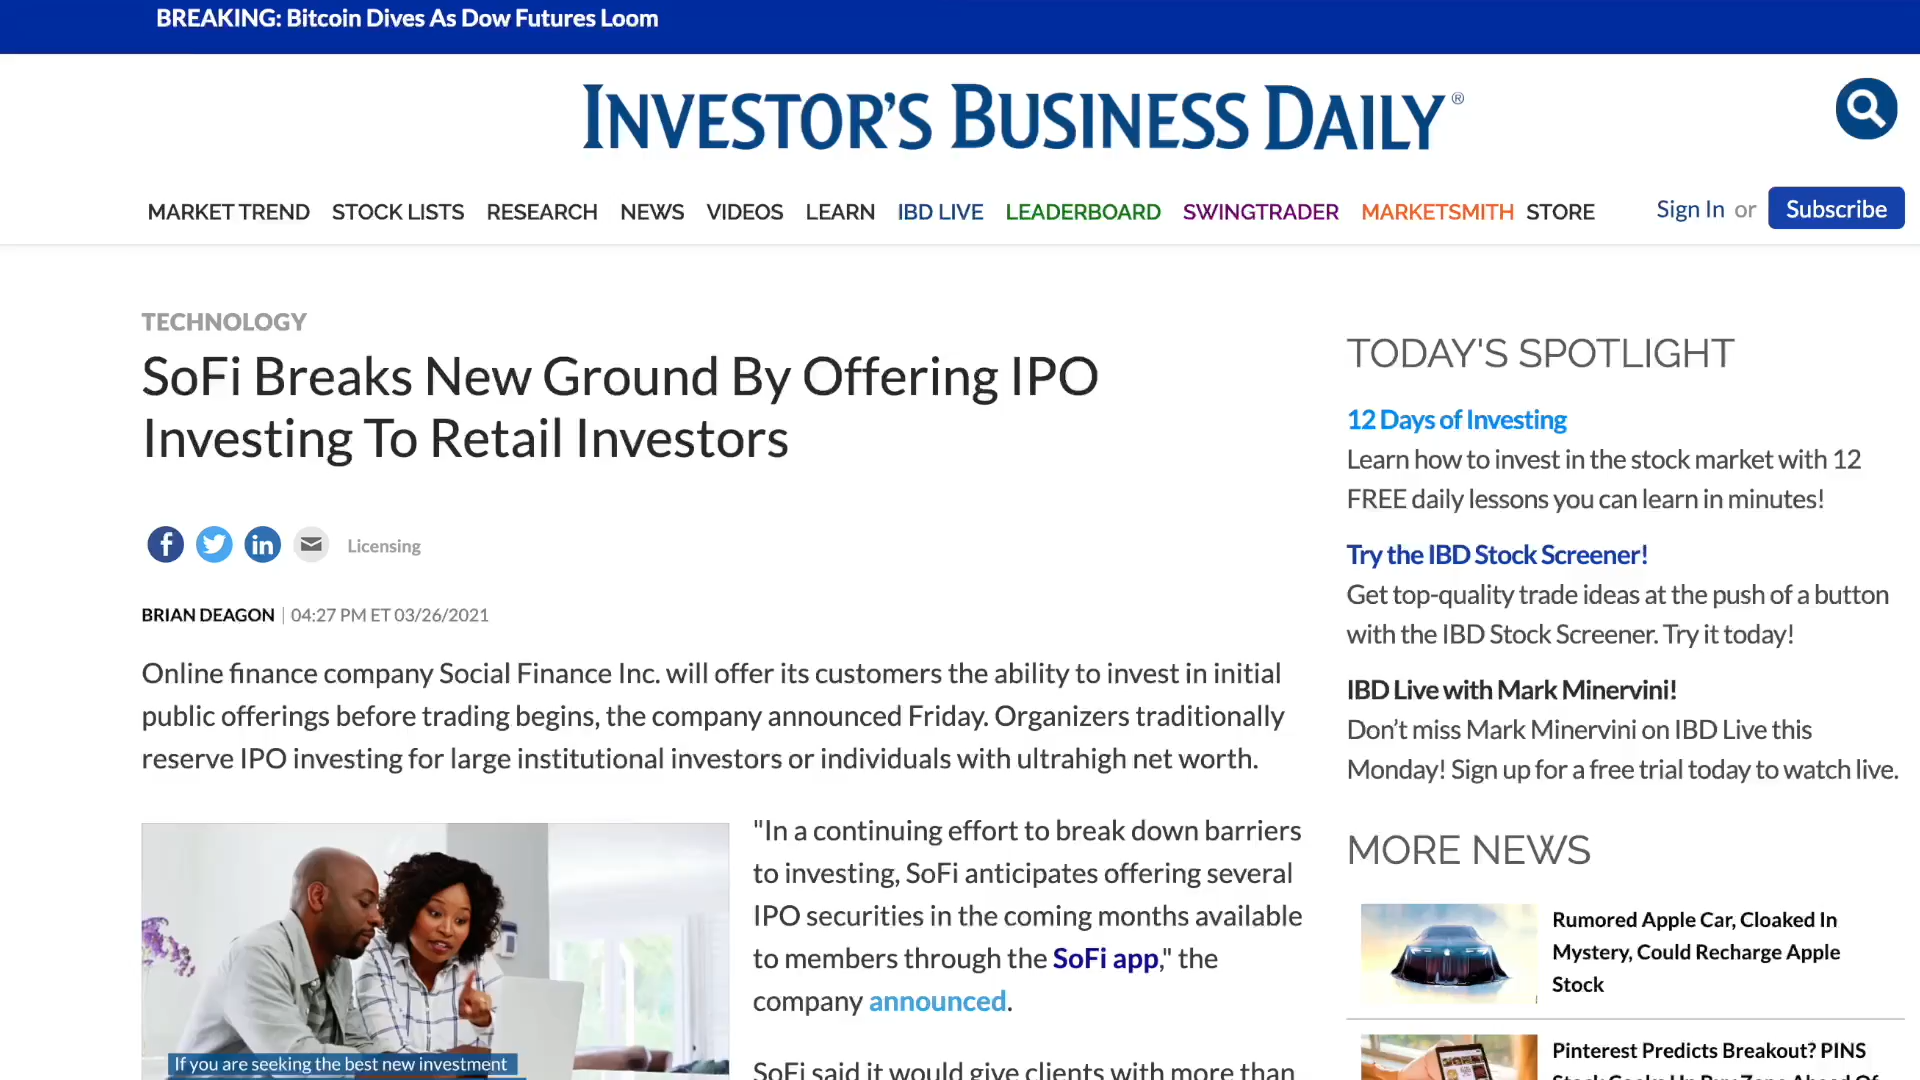 BREAKING: Bitcoin Dives As Dow Futures Loom
INVESTOR'S BUSINESS DAILY®
MARKET TREND STOCK LISTS RESEARCH NEWS VIDEOS LEARN IBD LIVE LEADERBOARD SWINGTRADER MARKETSMITH STORE Sign In or Subscribe
TECHNOLOGY
SoFi Breaks New Ground By Offering IPO
Investing To Retail Investors
Licensing
BRIAN DEAGON | 04:27 PM ET 03/26/2021
Online finance company Social Finance Inc. will offer its customers the ability to invest in initial
public offerings before trading begins, the company announced Friday. Organizers traditionally
reserve IPO investing for large institutional investors or individuals with ultrahigh net worth.
If you are seeking the best new investment
"In a continuing effort to break down barriers
to investing, SoFi anticipates offering several
IPO securities in the coming months available
to members through the SoFi app," the
company announced.
SoFi said it would give clients with more than
TODAY'S SPOTLIGHT
12 Days of Investing
Learn how to invest in the stock market with 12
FREE daily lessons you can learn in minutes!
Try the IBD Stock Screener!
Get top-quality trade ideas at the push of a button
with the IBD Stock Screener. Try it today!
IBD Live with Mark Minervini!
Don't miss Mark Minervini on IBD Live this
Monday! Sign up for a free trial today to watch live.
MORE NEWS
Rumored Apple Car, Cloaked In
Mystery, Could Recharge Apple
Stock
Pinterest Predicts Breakout? PINS